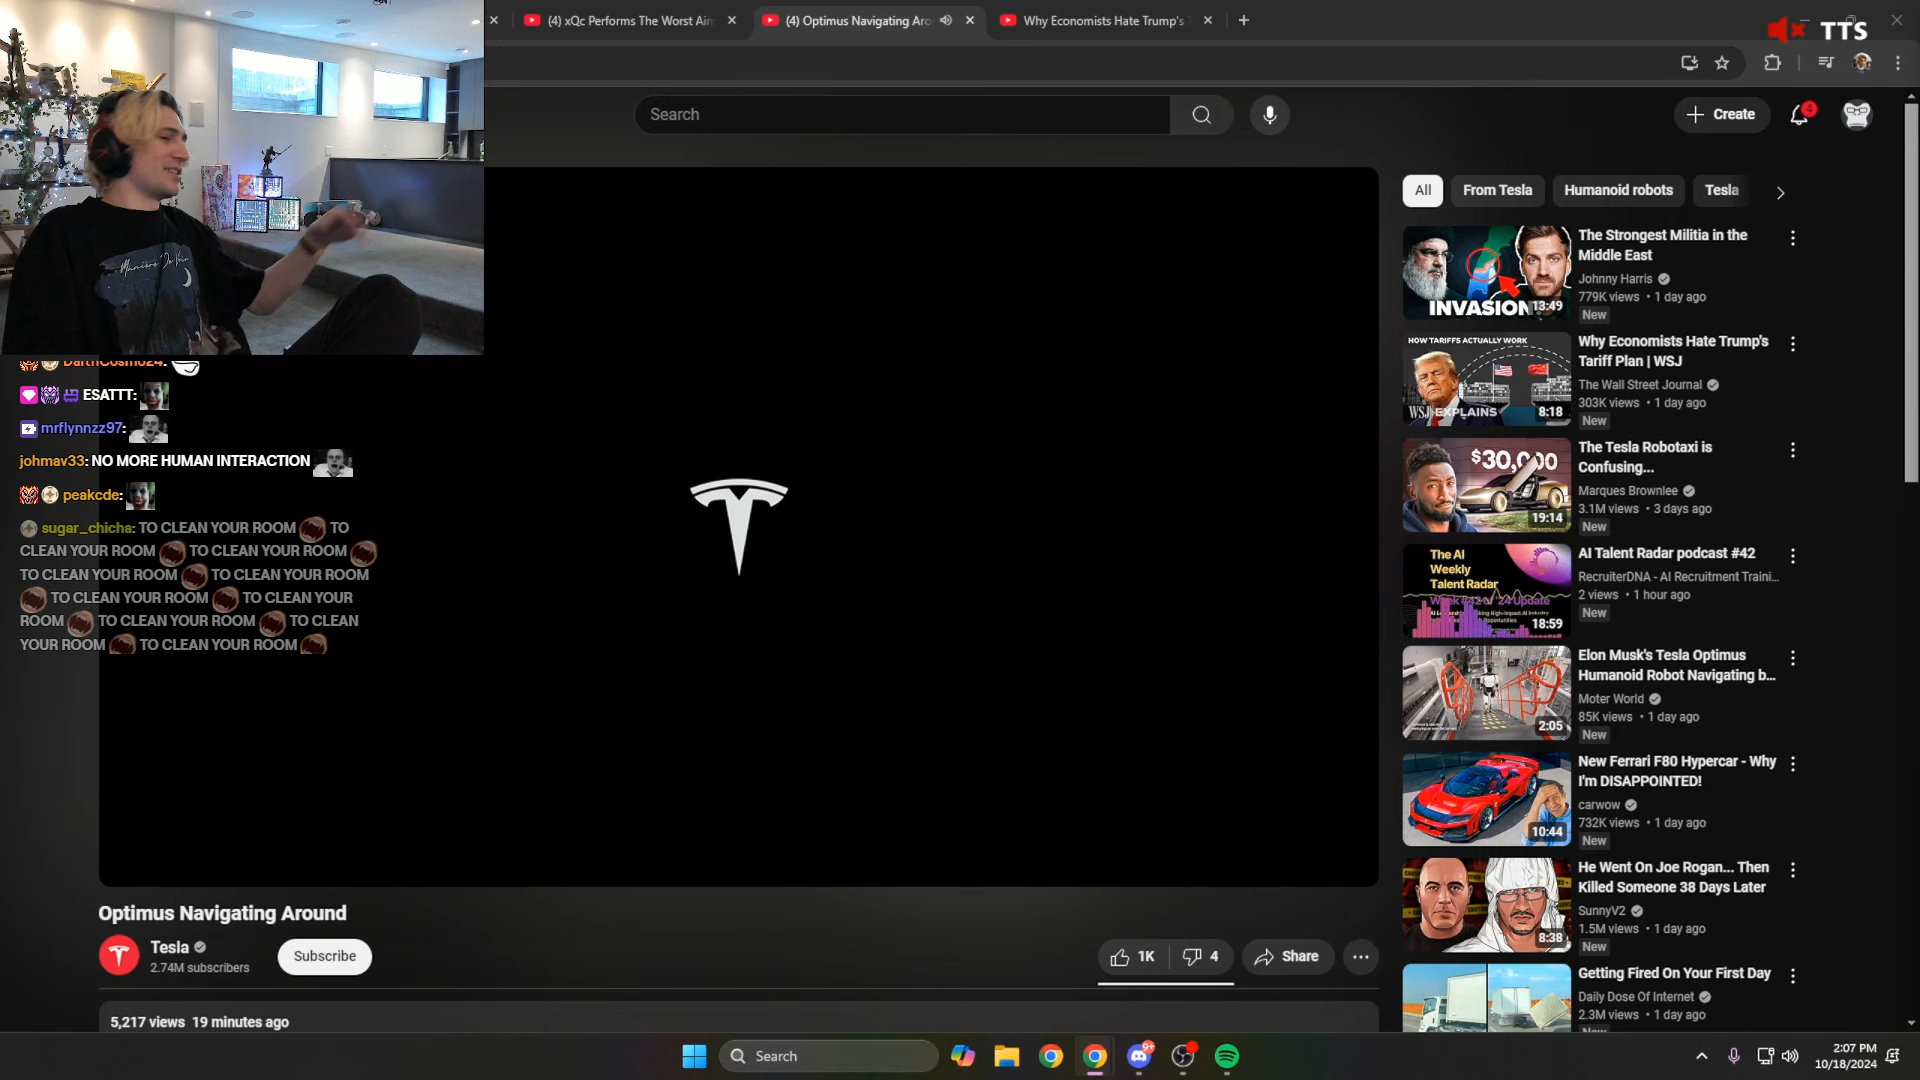 (4) xQc Performs The Worst Aim
(4) Optimus Navigating Aro
Why Economists Hate Trump's T
TTS
Search
Create
4
All
From Tesla
Humanoid robots
Tesla
INVASION
13:49
The Strongest Militia in the
Middle East
Johnny Harris
779K views • 1 day ago
New
HOW TARIFFS ACTUALLY WORK
WSJ EXPLAINS
8:18
Why Economists Hate Trump's
Tariff Plan | WSJ
The Wall Street Journal
303K views • 1 day ago
New
$30,000
19:14
The Tesla Robotaxi is
Confusing...
Marques Brownlee
3.1M views • 3 days ago
New
The AI
Weekly
Talent Radar
18:59
AI Talent Radar podcast #42
RecruiterDNA - AI Recruitment Traini...
2 views • 1 hour ago
New
2:05
Elon Musk's Tesla Optimus
Humanoid Robot Navigating b...
Moter World
85K views • 1 day ago
New
10:44
New Ferrari F80 Hypercar - Why
I'm DISAPPOINTED!
carwow
732K views • 1 day ago
New
8:38
He Went On Joe Rogan... Then
Killed Someone 38 Days Later
SunnyV2
1.5M views • 1 day ago
New
Getting Fired On Your First Day
Daily Dose Of Internet
2.3M views • 1 day ago
New
DarthCosmo24:
ESATTT:
mrflynnzz97:
johmav33: NO MORE HUMAN INTERACTION
peakcde:
sugar_chicha: TO CLEAN YOUR ROOM TO
CLEAN YOUR ROOM TO CLEAN YOUR ROOM
TO CLEAN YOUR ROOM TO CLEAN YOUR ROOM
TO CLEAN YOUR ROOM TO CLEAN YOUR
ROOM TO CLEAN YOUR ROOM TO CLEAN
YOUR ROOM TO CLEAN YOUR ROOM
Optimus Navigating Around
Tesla
2.74M subscribers
Subscribe
1K
4
Share
5,217 views 19 minutes ago
Search
9+
2:07 PM
10/18/2024